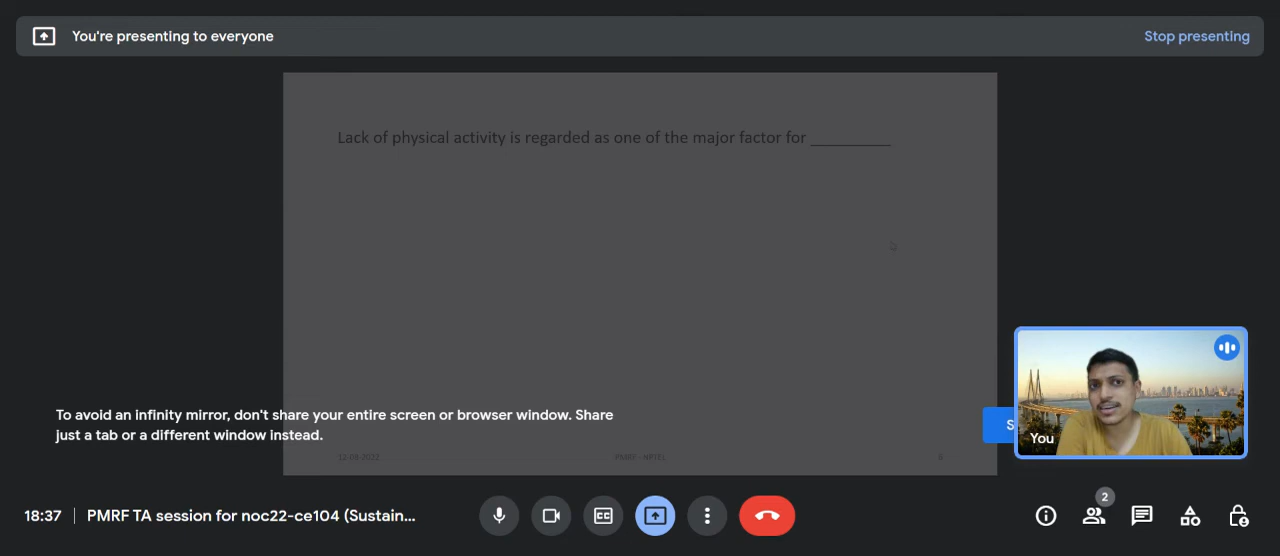 You're presenting to everyone
Stop presenting
Lack of physical activity is regarded as one of the major factor for __________
To avoid an infinity mirror, don't share your entire screen or browser window. Share
just a tab or a different window instead.
S
You
PMRF - NPTEL
2
18:37 | PMRF TA session for noc22-ce104 (Sustain...